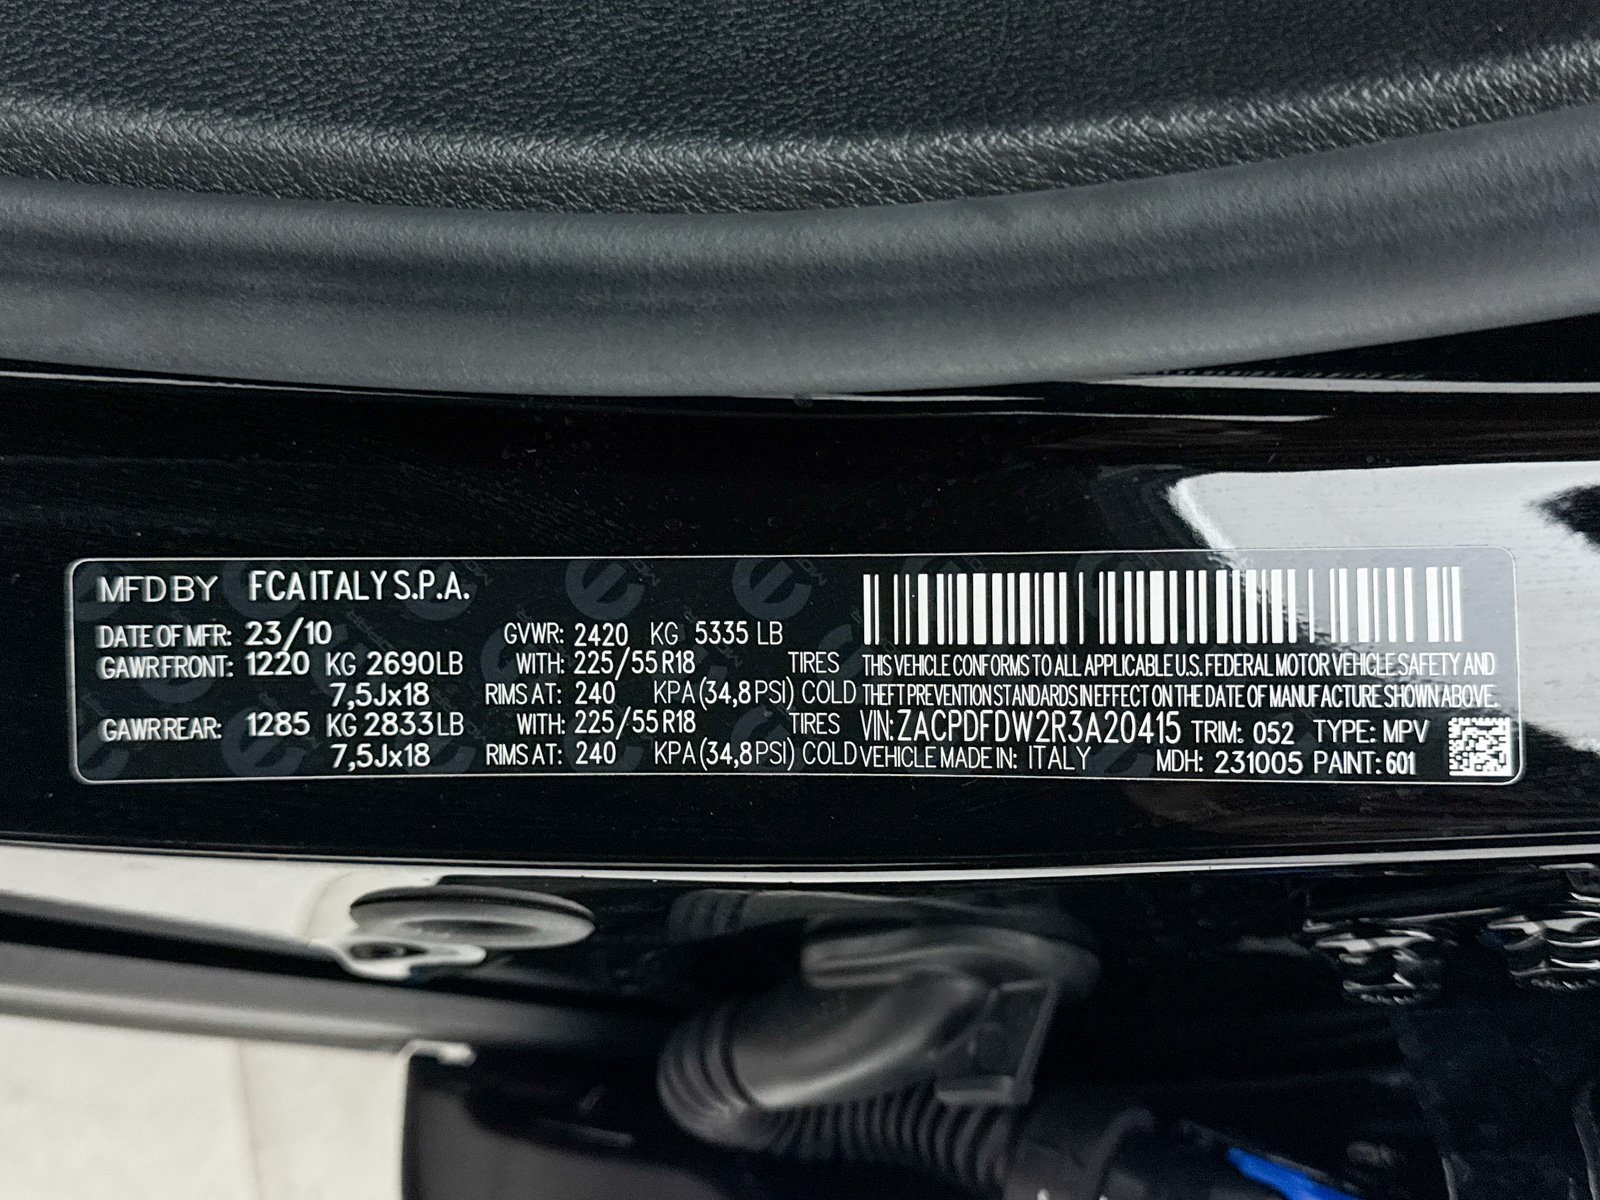 MFD BY FCA ITALY S.P.A.
DATE OF MFR: 23/10 GVWR: 2420 KG 5335 LB
GAWR FRONT: 1220 KG 2690 LB WITH: 225/55 R18 TIRES
7,5Jx18 RIMS AT: 240 KPA (34,8 PSI) COLD
GAWR REAR: 1285 KG 2833 LB WITH: 225/55 R18 TIRES
7,5Jx18 RIMS AT: 240 KPA (34,8 PSI) COLD
THIS VEHICLE CONFORMS TO ALL APPLICABLE U.S. FEDERAL MOTOR VEHICLE SAFETY AND
THEFT PREVENTION STANDARDS IN EFFECT ON THE DATE OF MANUFACTURE SHOWN ABOVE.
VIN: ZACPDFDW2R3A20415 TRIM: 052 TYPE: MPV
VEHICLE MADE IN: ITALY MDH: 231005 PAINT: 601